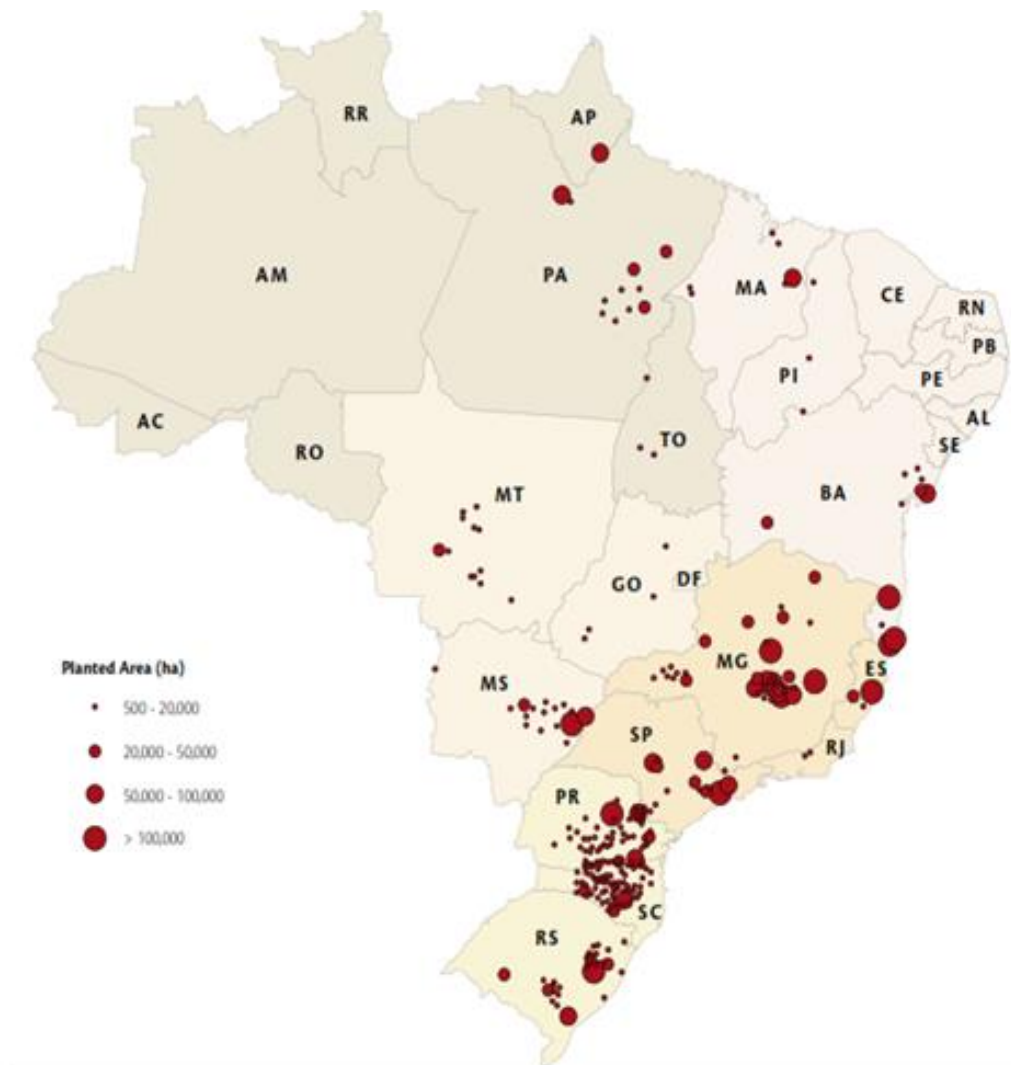 RR
AP
AM
PA
MA
CE
RN
PB
PI
PE
AC
AL
TO
SE
RO
BA
MT
GO
DF
MG
ES
MS
SP
RJ
PR
SC
RS
Planted Area (ha)
500 - 20,000
20,000 - 50,000
50,000 - 100,000
> 100,000